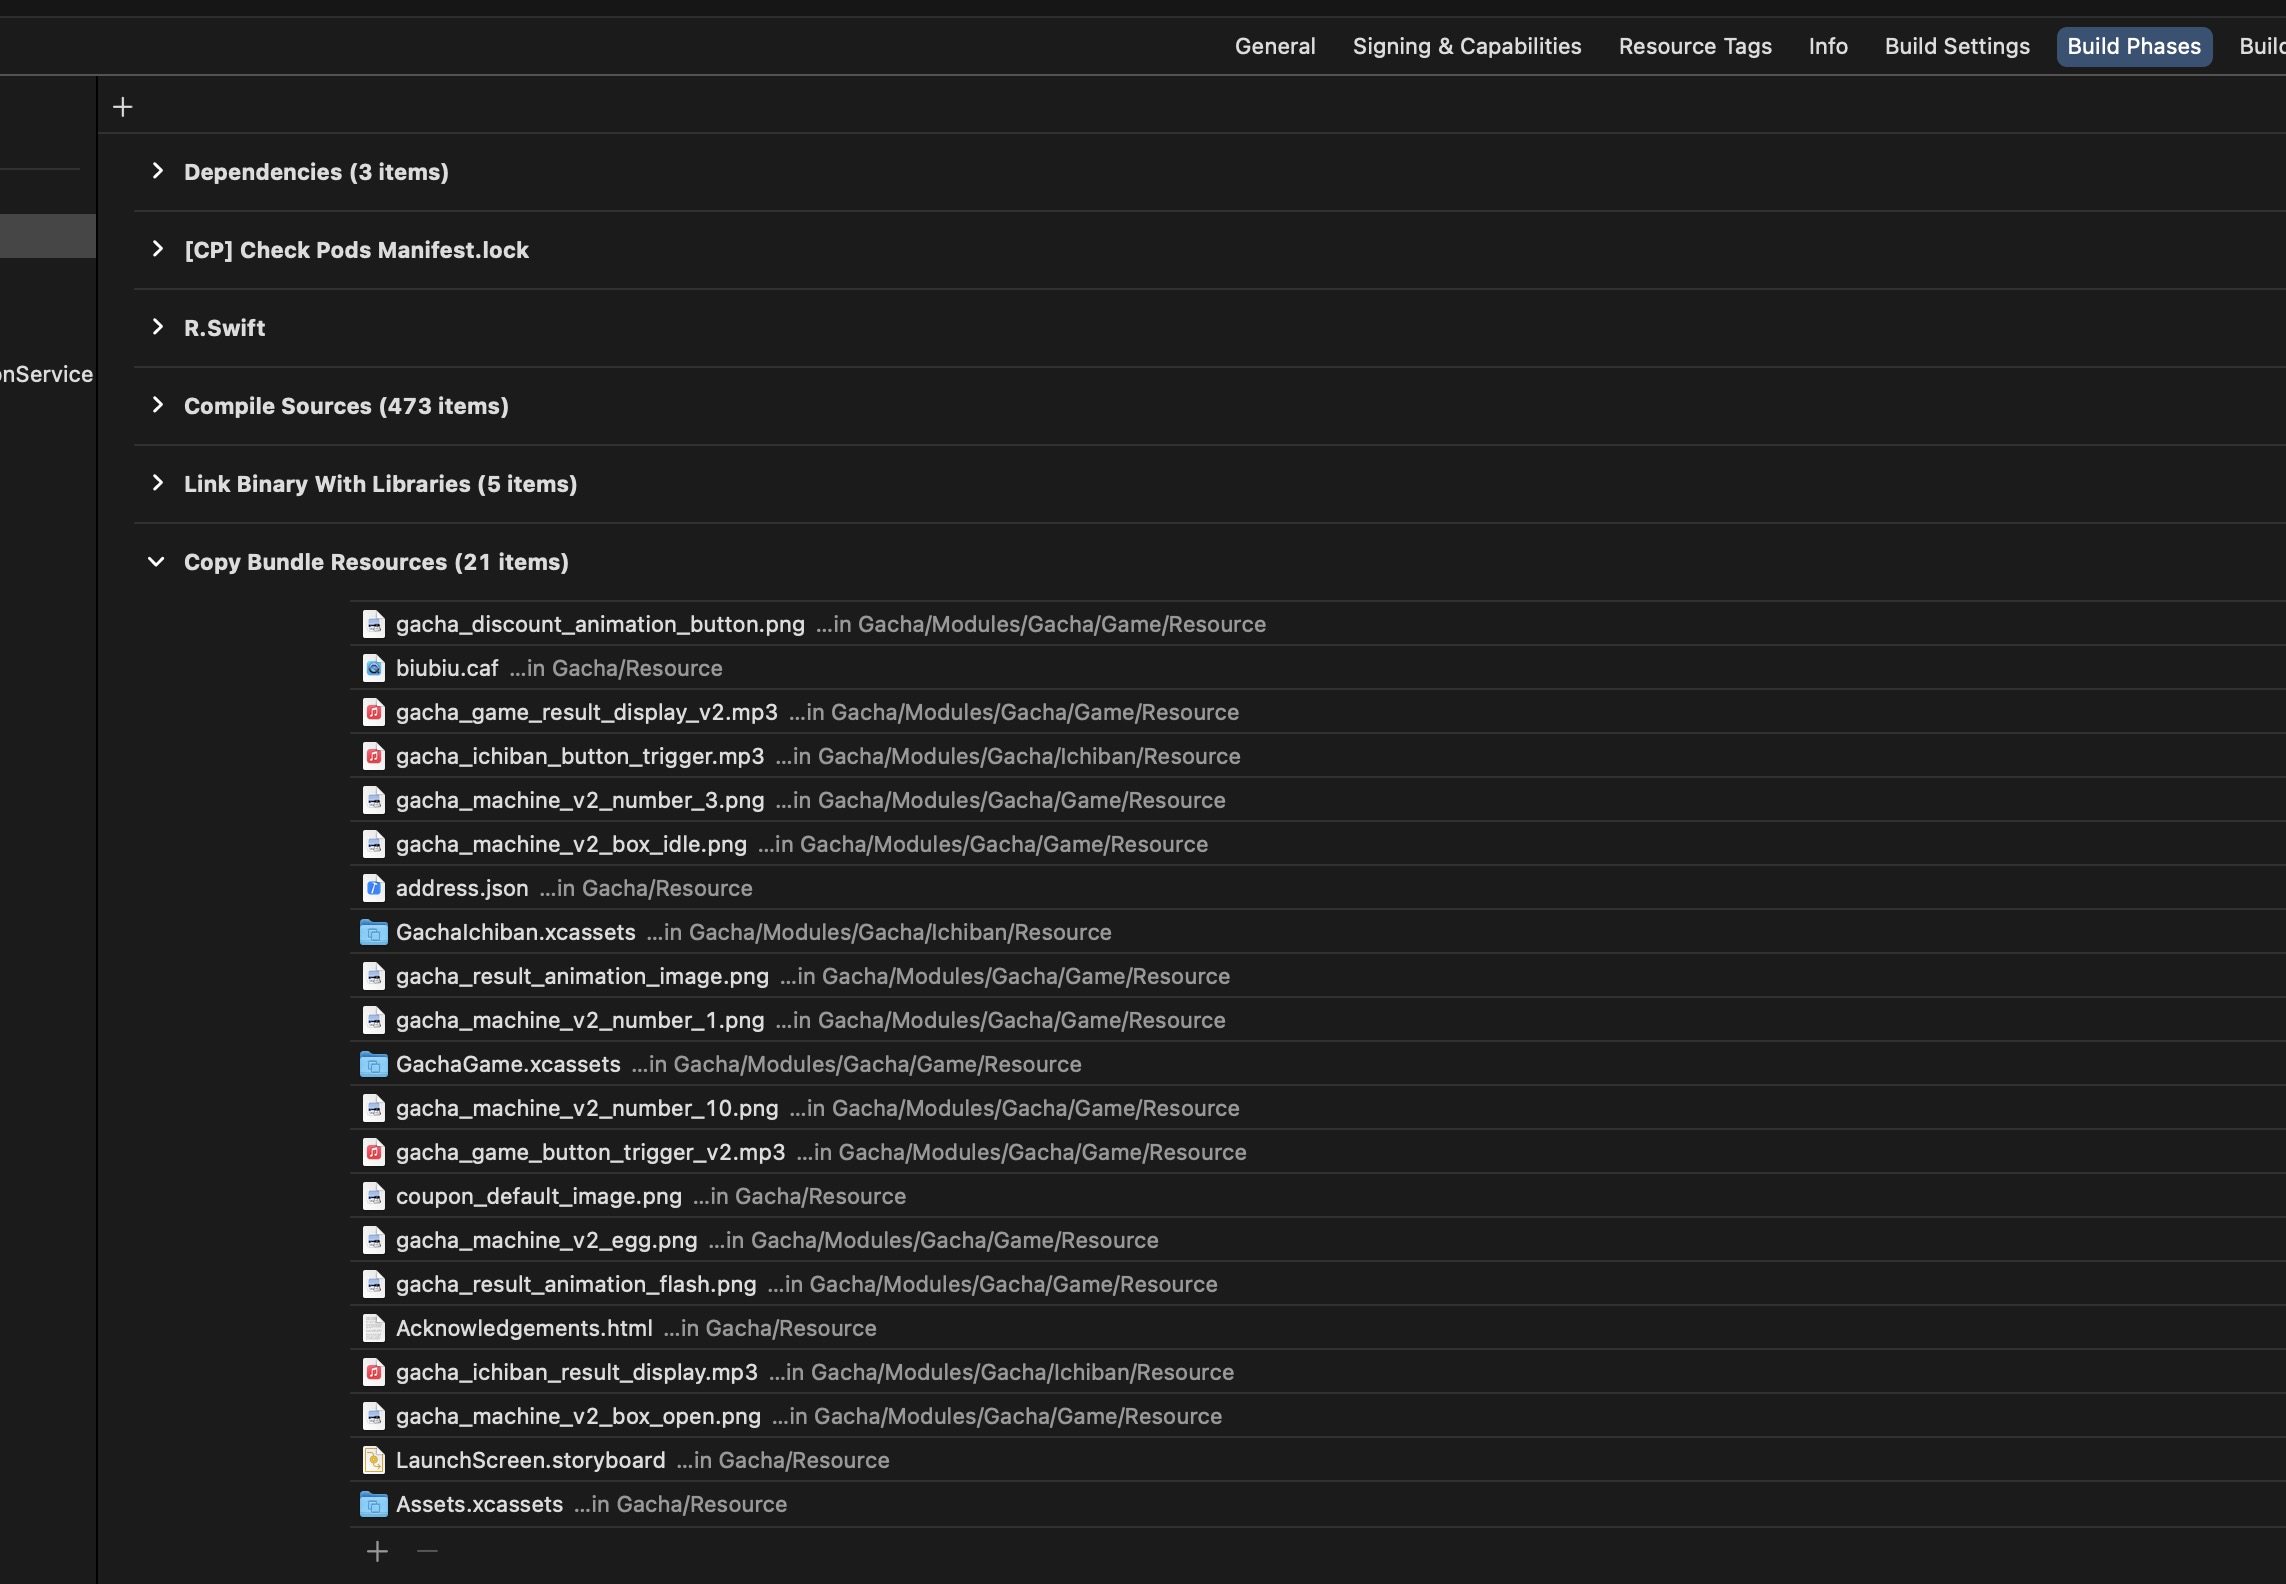 General Signing & Capabilities Resource Tags Info Build Settings Build Phases Build
Dependencies (3 items)
[CP] Check Pods Manifest.lock
R.Swift
onService
Compile Sources (473 items)
Link Binary With Libraries (5 items)
Copy Bundle Resources (21 items)
gacha_discount_animation_button.png ...in Gacha/Modules/Gacha/Game/Resource
biubiu.caf ...in Gacha/Resource
gacha_game_result_display_v2.mp3 ...in Gacha/Modules/Gacha/Game/Resource
gacha_ichiban_button_trigger.mp3 ...in Gacha/Modules/Gacha/Ichiban/Resource
gacha_machine_v2_number_3.png ...in Gacha/Modules/Gacha/Game/Resource
gacha_machine_v2_box_idle.png ...in Gacha/Modules/Gacha/Game/Resource
address.json ...in Gacha/Resource
GachaIchiban.xcassets ...in Gacha/Modules/Gacha/Ichiban/Resource
gacha_result_animation_image.png ...in Gacha/Modules/Gacha/Game/Resource
gacha_machine_v2_number_1.png ...in Gacha/Modules/Gacha/Game/Resource
GachaGame.xcassets ...in Gacha/Modules/Gacha/Game/Resource
gacha_machine_v2_number_10.png ...in Gacha/Modules/Gacha/Game/Resource
gacha_game_button_trigger_v2.mp3 ...in Gacha/Modules/Gacha/Game/Resource
coupon_default_image.png ...in Gacha/Resource
gacha_machine_v2_egg.png ...in Gacha/Modules/Gacha/Game/Resource
gacha_result_animation_flash.png ...in Gacha/Modules/Gacha/Game/Resource
Acknowledgements.html ...in Gacha/Resource
gacha_ichiban_result_display.mp3 ...in Gacha/Modules/Gacha/Ichiban/Resource
gacha_machine_v2_box_open.png ...in Gacha/Modules/Gacha/Game/Resource
LaunchScreen.storyboard ...in Gacha/Resource
Assets.xcassets ...in Gacha/Resource